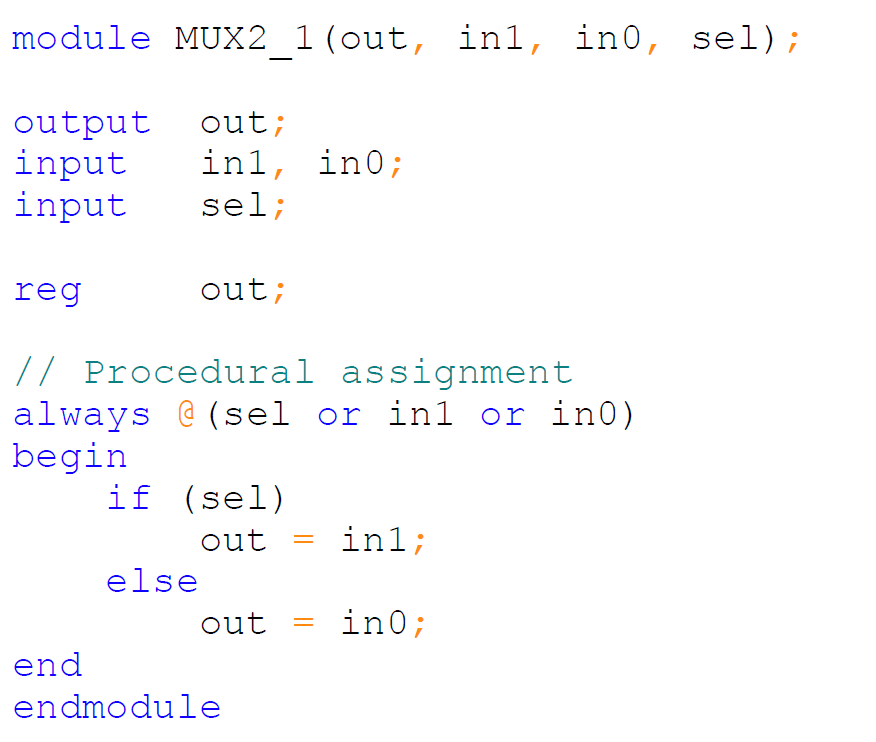 module MUX2_1(out, in1, in0, sel);
output  out;
input   in1, in0;
input   sel;
reg     out;
// Procedural assignment
always @(sel or in1 or in0)
begin
    if (sel)
        out = in1;
    else
        out = in0;
end
endmodule